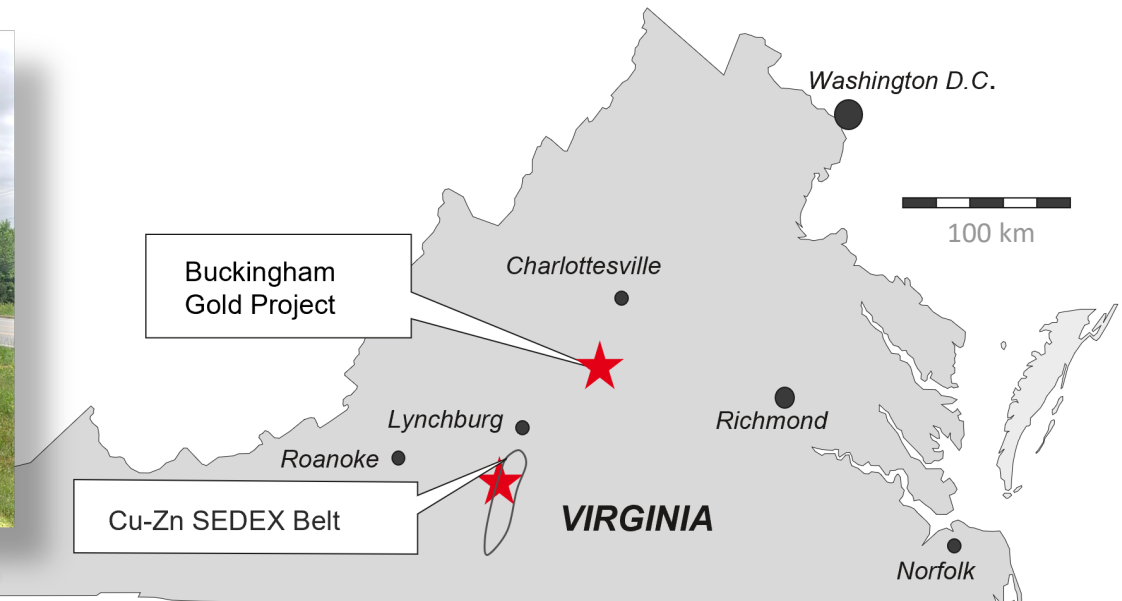 Washington D.C.
100 km
Buckingham
Gold Project
Charlottesville
Lynchburg
Richmond
Roanoke
Cu-Zn SEDEX Belt
VIRGINIA
Norfolk